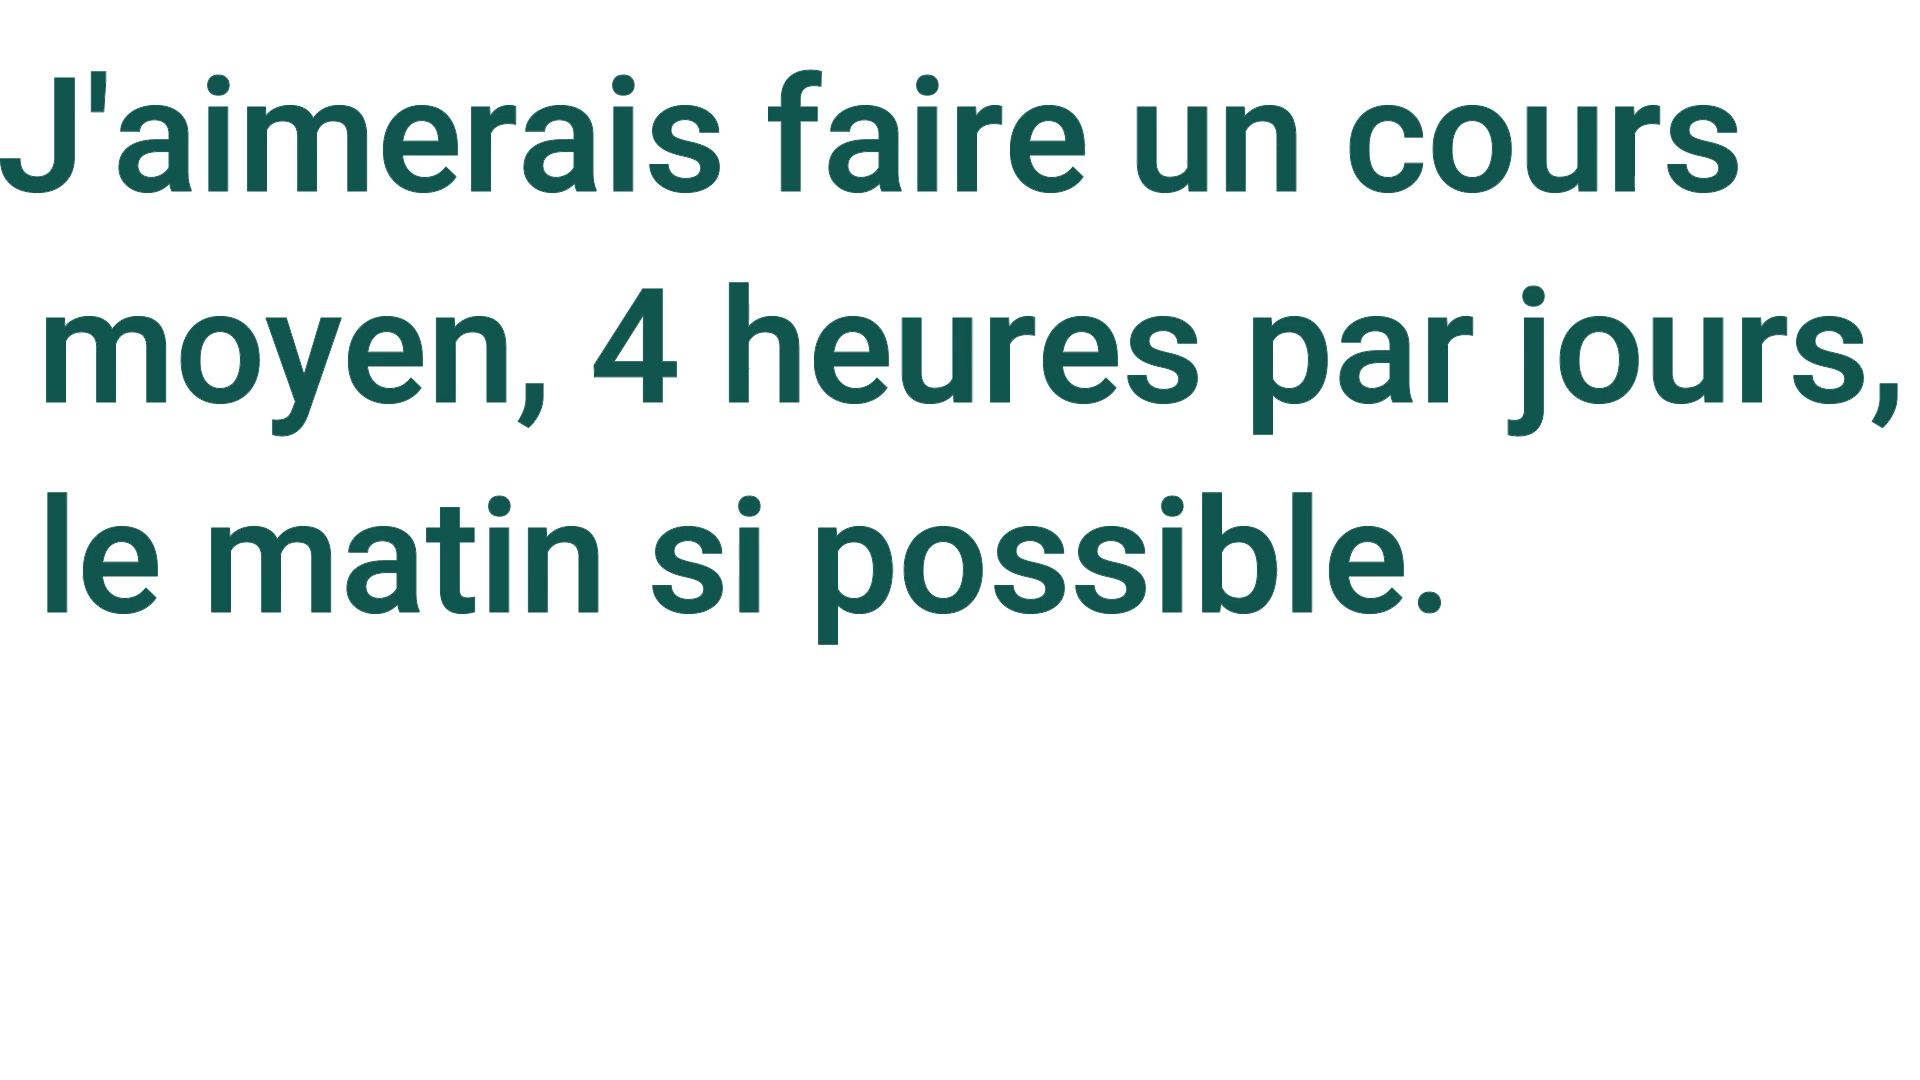 J'aimerais faire un cours
moyen, 4 heures par jours,
le matin si possible.